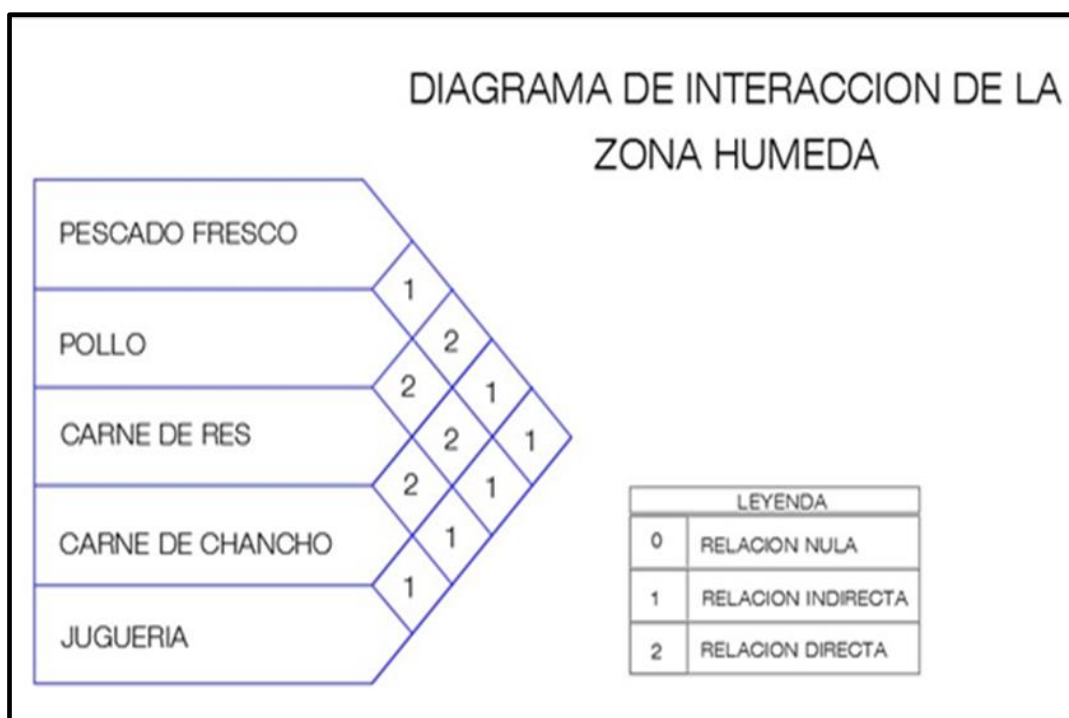 DIAGRAMA DE INTERACCION DE LA
ZONA HUMEDA
PESCADO FRESCO
POLLO
CARNE DE RES
CARNE DE CHANCHO
JUGUERIA
1
2
2
1
2
1
2
1
1
1
LEYENDA
0 RELACION NULA
1 RELACION INDIRECTA
2 RELACION DIRECTA